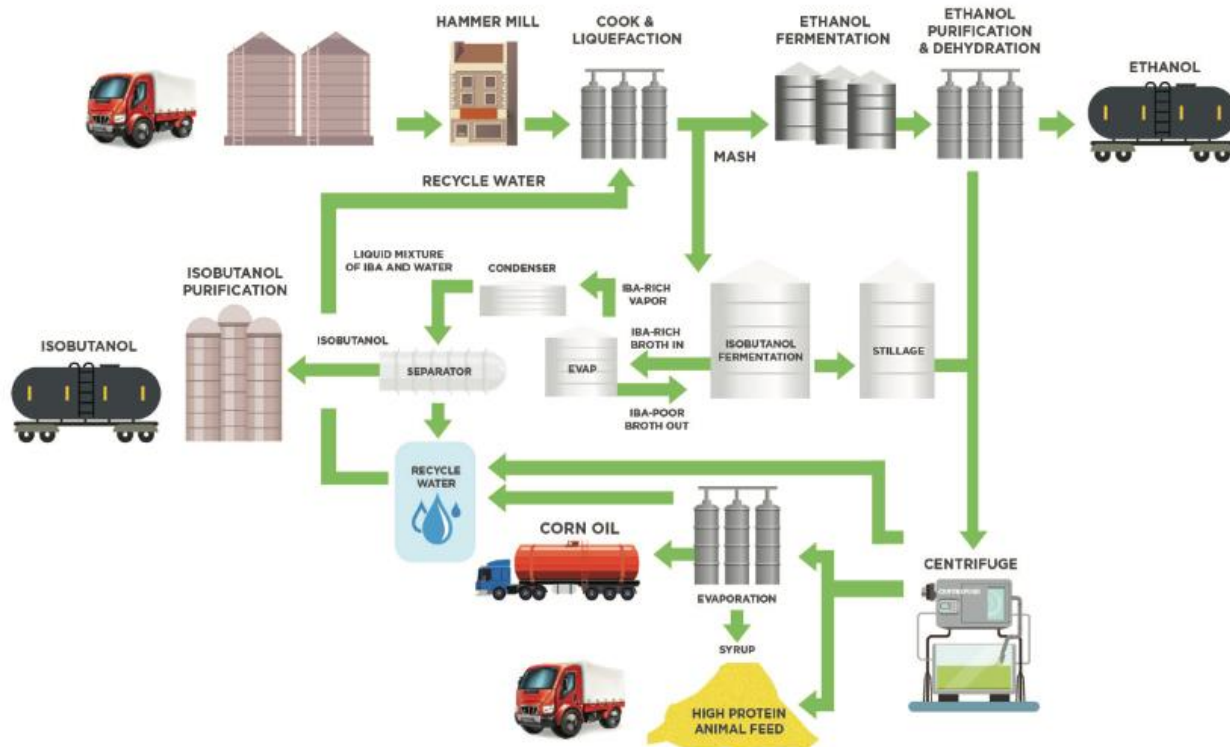 HAMMER MILL
COOK &
LIQUEFACTION
ETHANOL
FERMENTATION
ETHANOL
PURIFICATION
& DEHYDRATION
ETHANOL
MASH
RECYCLE WATER
LIQUID MIXTURE
OF IBA AND WATER
CONDENSER
IBA-RICH
VAPOR
ISOBUTANOL
PURIFICATION
ISOBUTANOL
ISOBUTANOL
SEPARATOR
EVAP
IBA-RICH
BROTH IN
IBA-POOR
BROTH OUT
ISOBUTANOL
FERMENTATION
STILLAGE
RECYCLE
WATER
CORN OIL
EVAPORATION
CENTRIFUGE
CENTRIFUGE
SYRUP
HIGH PROTEIN
ANIMAL FEED